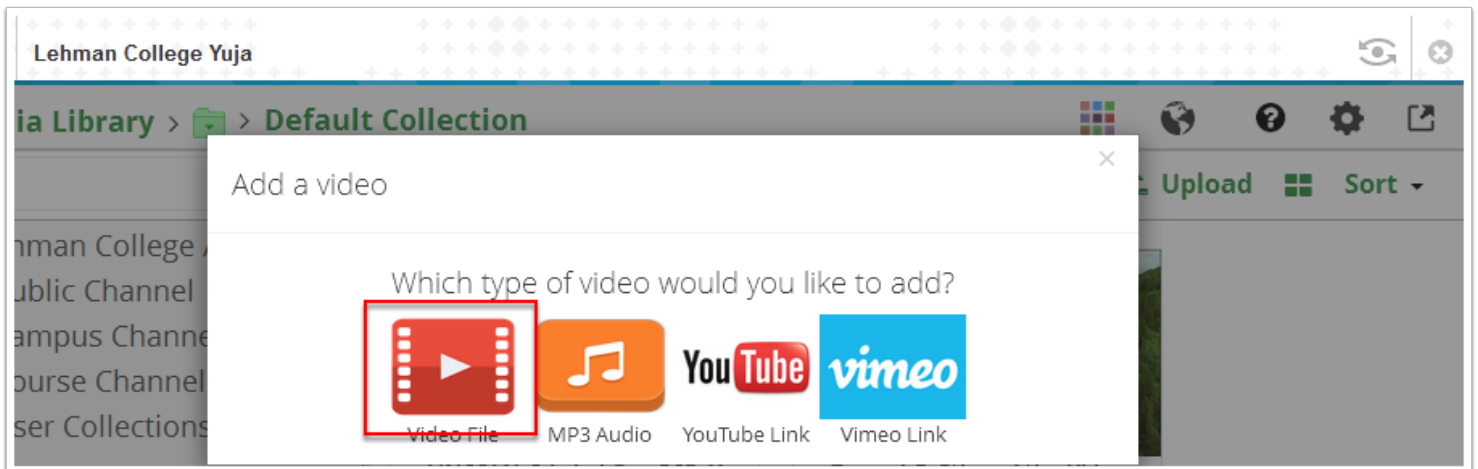 Lehman College Yuja
ia Library > > Default Collection
Add a video
×
Upload Sort
hman College
ublic Channel
ampus Channe
ourse Channel
ser Collections
Which type of video would you like to add?
You Tube vimeo
Video File MP3 Audio YouTube Link Vimeo Link